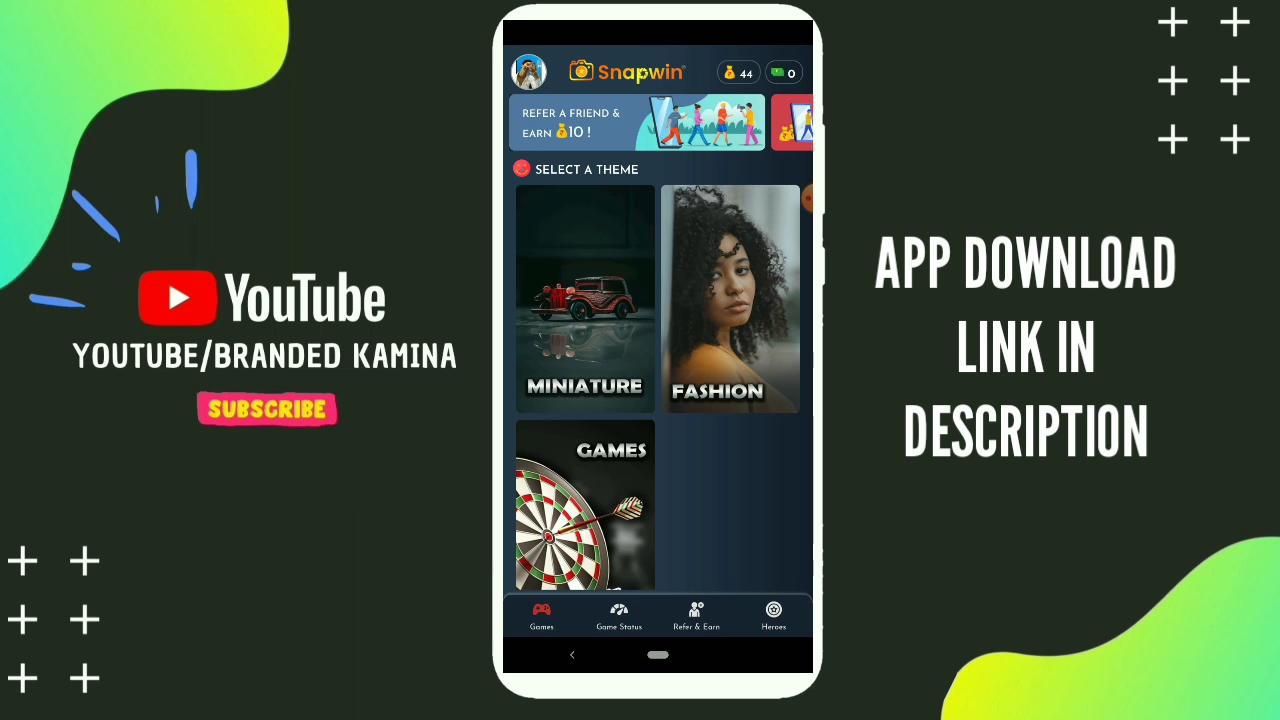 YouTube
YOUTUBE/BRANDED KAMINA
SUBSCRIBE
Snapwin
44
0
REFER A FRIEND &
EARN 10 !
SELECT A THEME
MINIATURE
FASHION
GAMES
Games
Game Status
Refer & Earn
Heroes
APP DOWNLOAD
LINK IN
DESCRIPTION